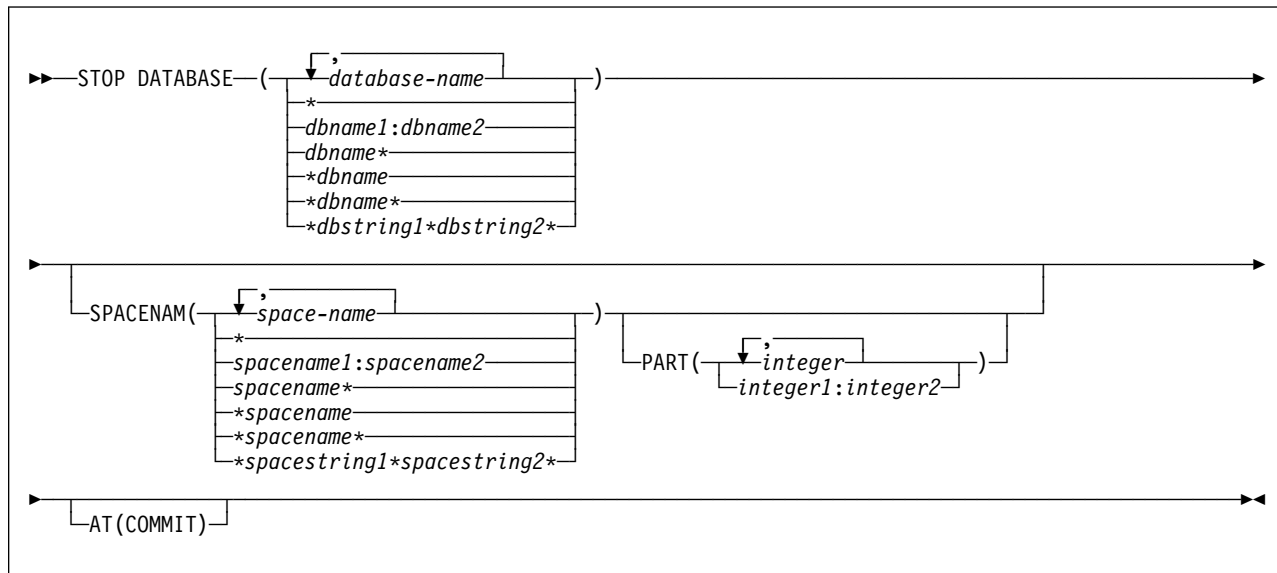 ,
STOP DATABASE ( database-name )
*
dbname1:dbname2
dbname*
*dbname
*dbname*
*dbstring1*dbstring2*
,
SPACENAM( space-name )
*
spacename1:spacename2
spacename*
*spacename
*spacename*
*spacestring1*spacestring2*
,
PART( integer )
integer1:integer2
AT(COMMIT)